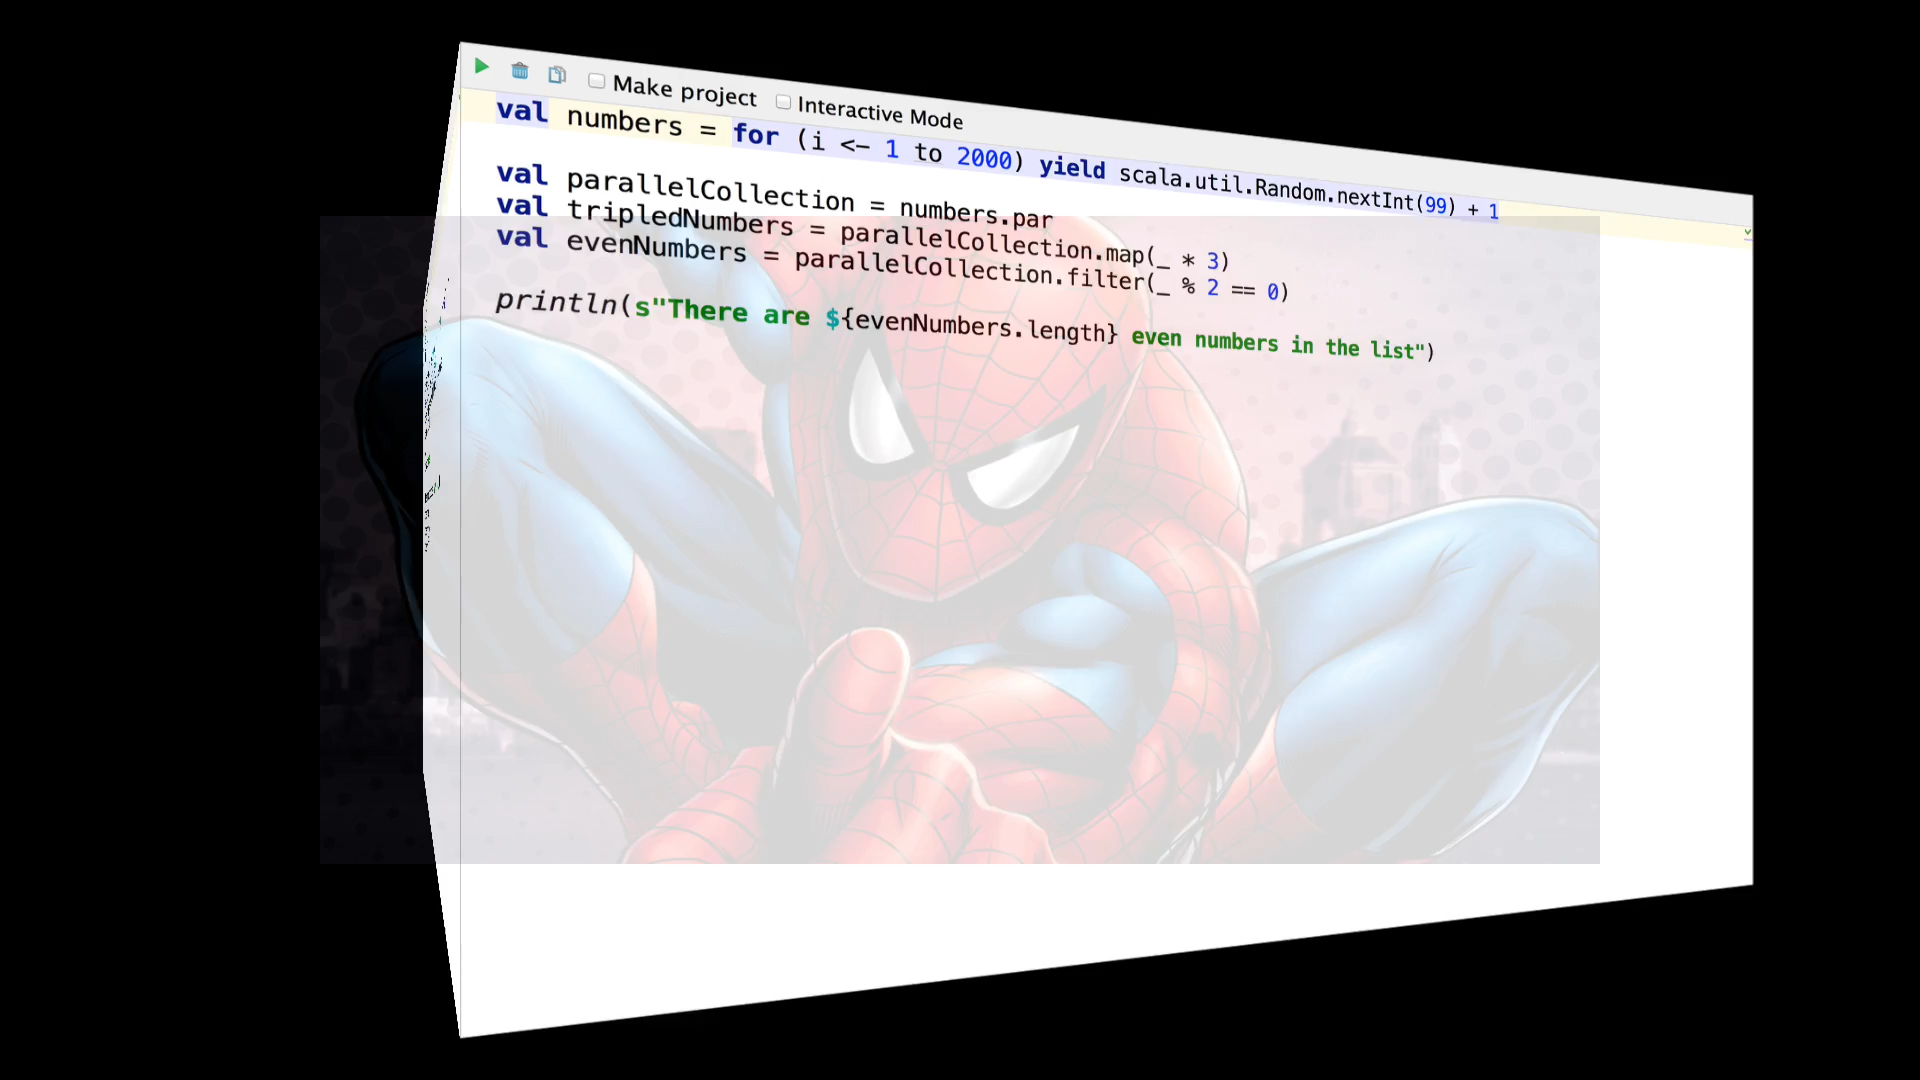 Make project Interactive Mode
val numbers = for (i <- 1 to 2000) yield scala.util.Random.nextInt(99) + 1
val parallelCollection = numbers.par
val tripledNumbers = parallelCollection.map(_ * 3)
val evenNumbers = parallelCollection.filter(_ % 2 == 0)
println(s"There are ${evenNumbers.length} even numbers in the list")